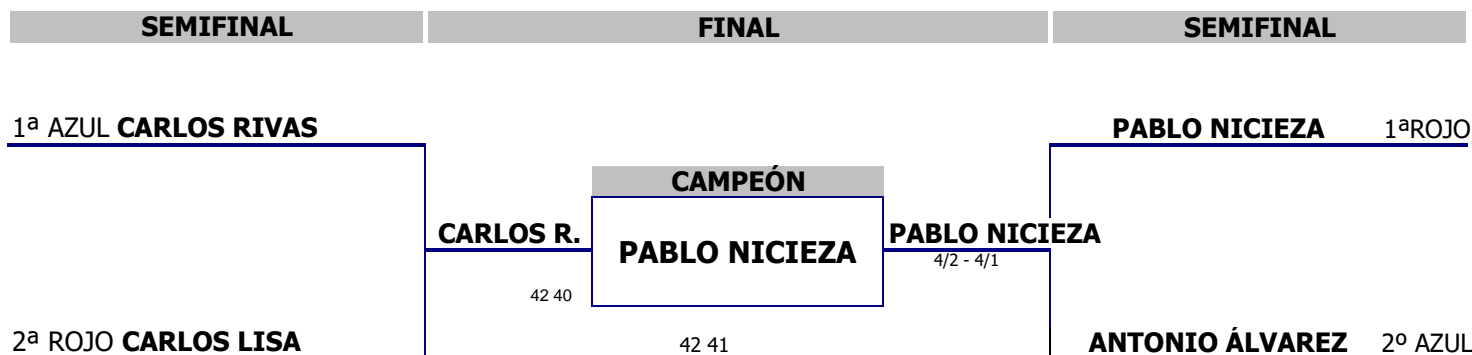 SEMIFINAL FINAL SEMIFINAL
1ª AZUL CARLOS RIVAS PABLO NICIEZA 1ªROJO
CAMPEÓN
CARLOS R. PABLO NICIEZA PABLO NICIEZA
4/2 - 4/1
42 40
2ª ROJO CARLOS LISA 42 41 ANTONIO ÁLVAREZ 2º AZUL